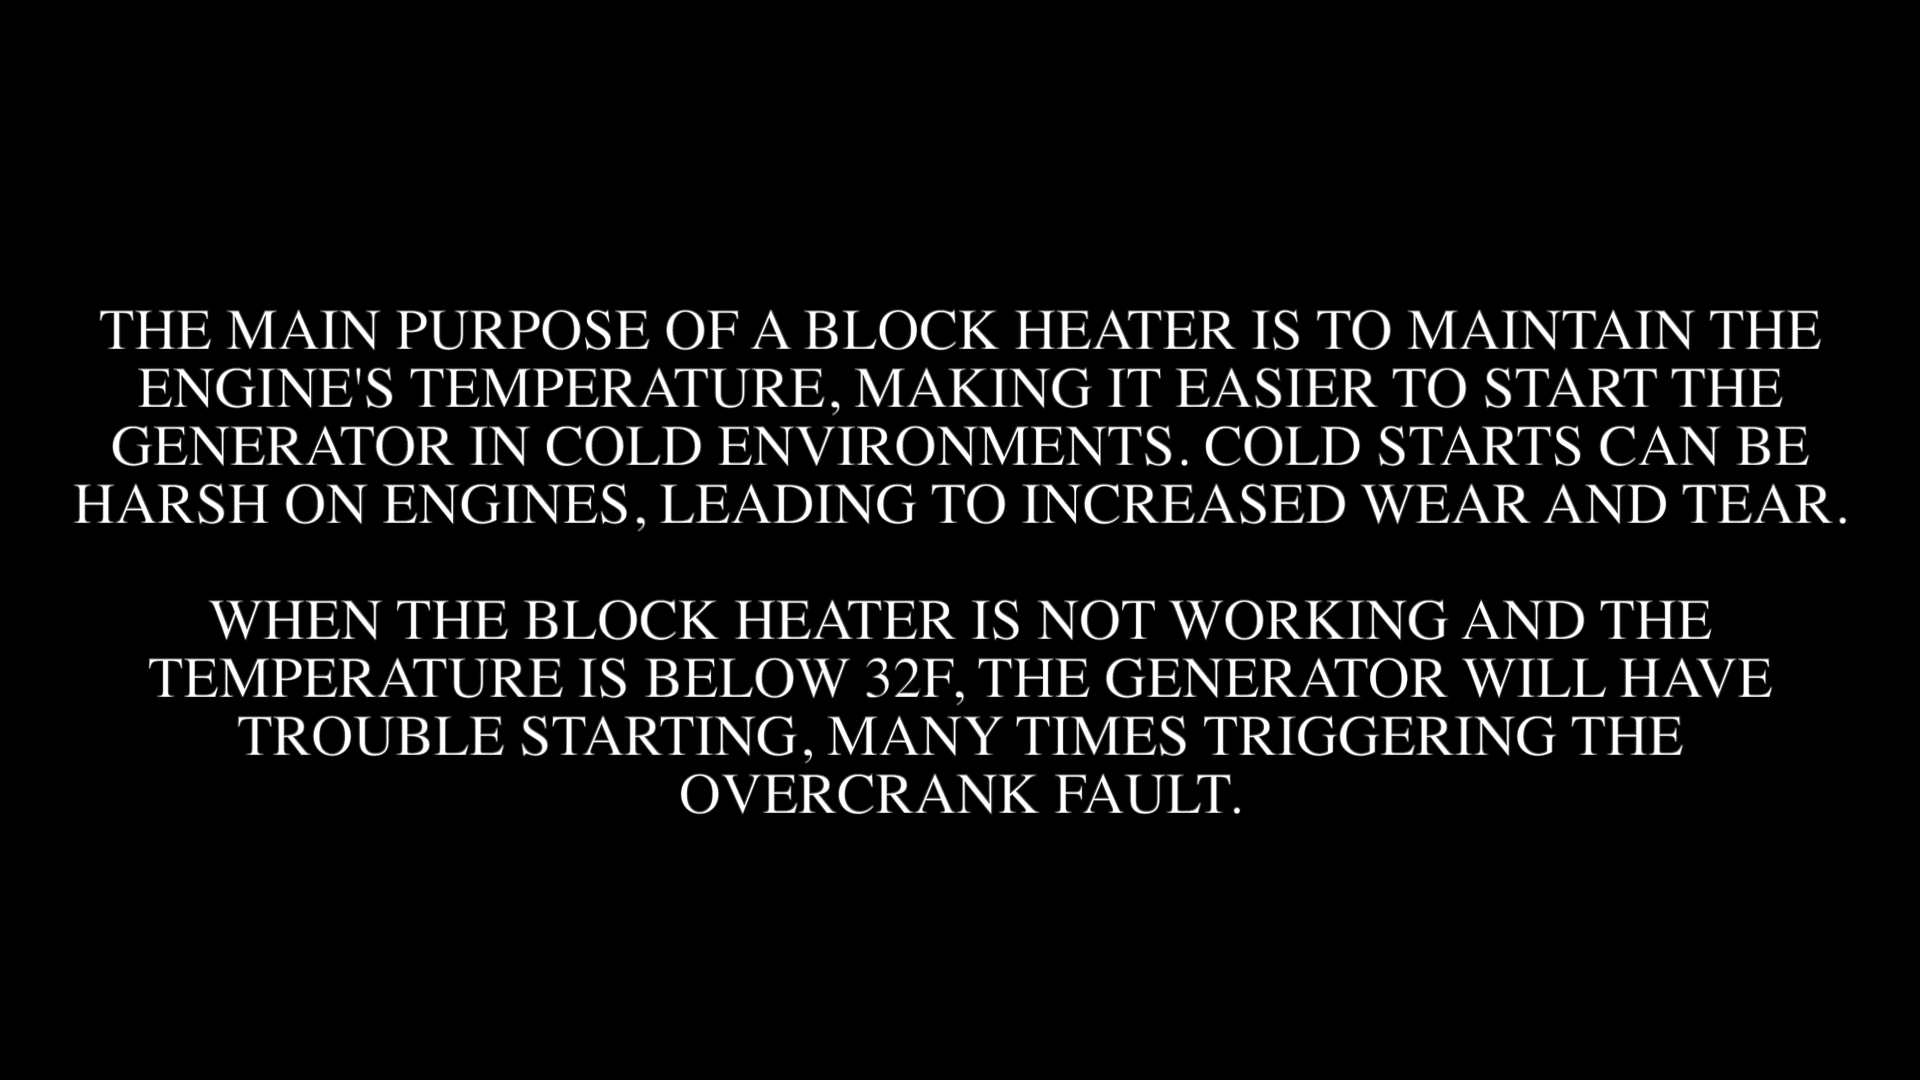 THE MAIN PURPOSE OF A BLOCK HEATER IS TO MAINTAIN THE
ENGINE'S TEMPERATURE, MAKING IT EASIER TO START THE
GENERATOR IN COLD ENVIRONMENTS. COLD STARTS CAN BE
HARSH ON ENGINES, LEADING TO INCREASED WEAR AND TEAR.
WHEN THE BLOCK HEATER IS NOT WORKING AND THE
TEMPERATURE IS BELOW 32F, THE GENERATOR WILL HAVE
TROUBLE STARTING, MANY TIMES TRIGGERING THE
OVERCRANK FAULT.